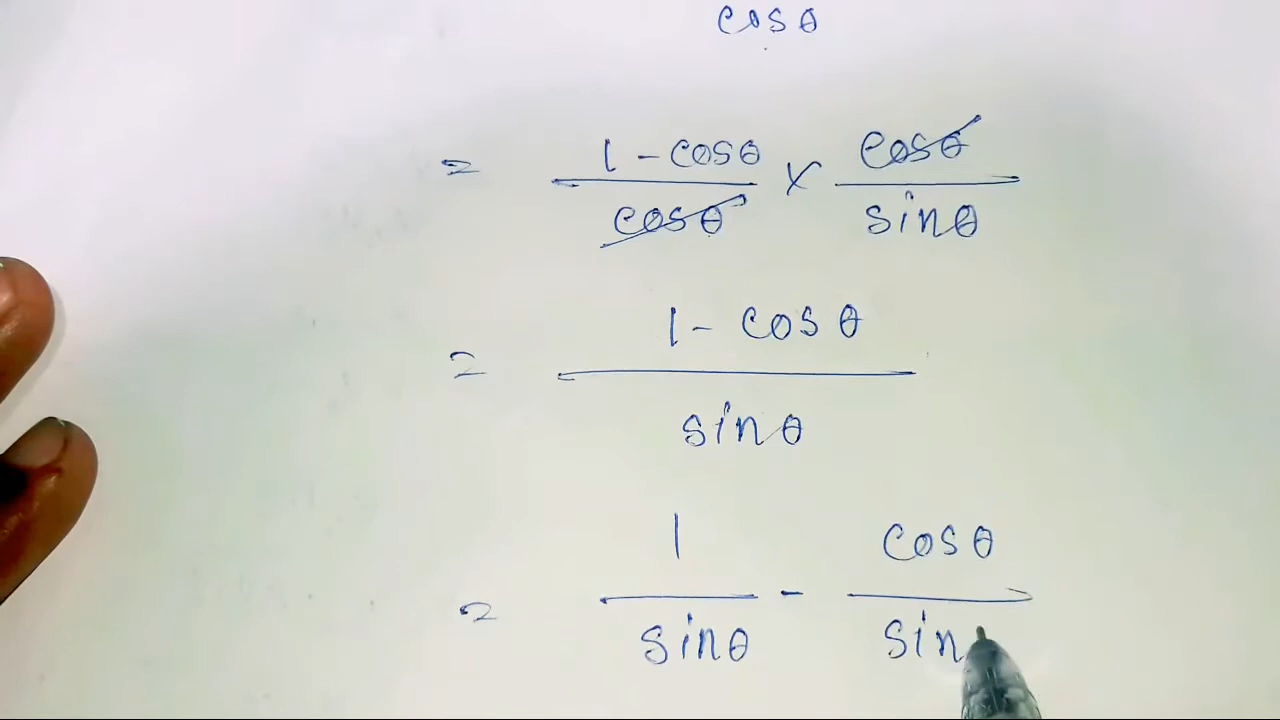 cosθ
= 1 - cosθ / cosθ × cosθ / sinθ
= 1 - cosθ / sinθ
= 1 / sinθ - cosθ / sin